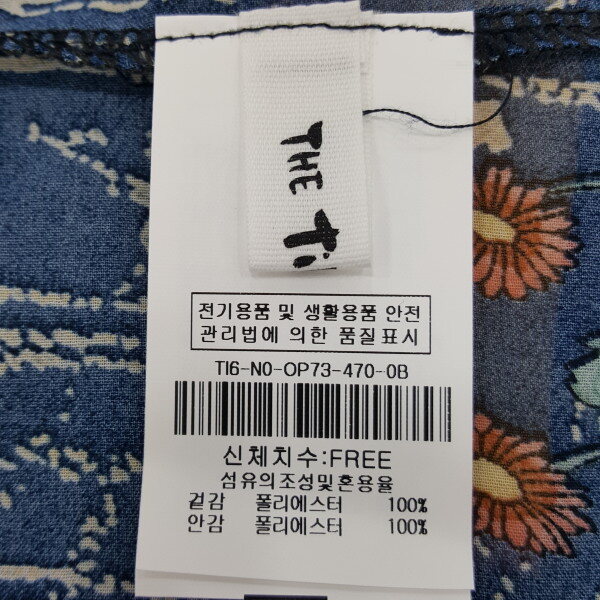 THE Ti
전기용품 및 생활용품 안전
관리법에 의한 품질표시
TI6-N0-OP73-470-0B
신체치수:FREE
섬유의조성및혼용율
겉감 폴리에스터 100%
안감 폴리에스터 100%